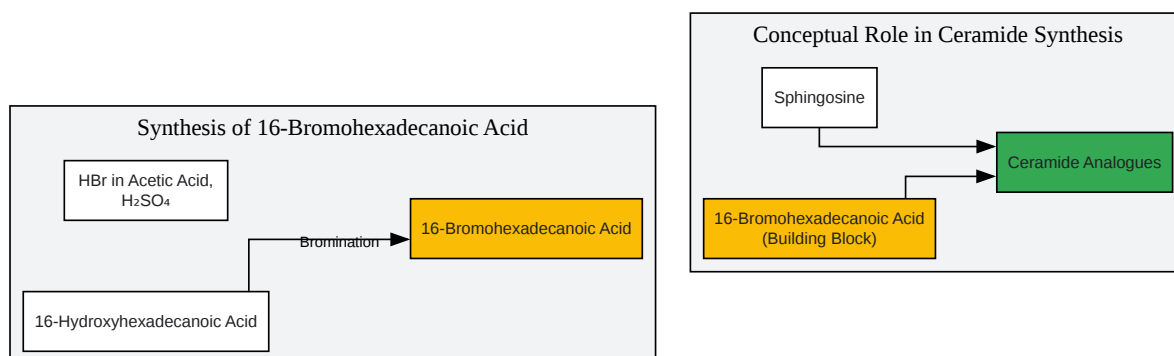 Synthesis of 16-Bromohexadecanoic Acid
HBr in Acetic Acid,
H₂SO₄
16-Bromohexadecanoic Acid
Bromination
16-Hydroxyhexadecanoic Acid
Conceptual Role in Ceramide Synthesis
Sphingosine
Ceramide Analogues
16-Bromohexadecanoic Acid
(Building Block)